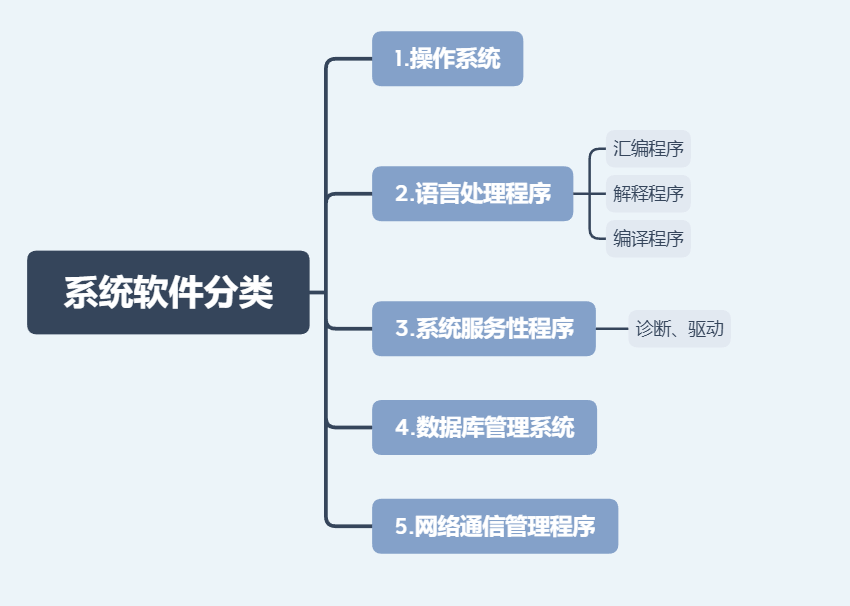 系统软件分类
1.操作系统
2.语言处理程序
汇编程序
解释程序
编译程序
3.系统服务性程序
诊断、驱动
4.数据库管理系统
5.网络通信管理程序